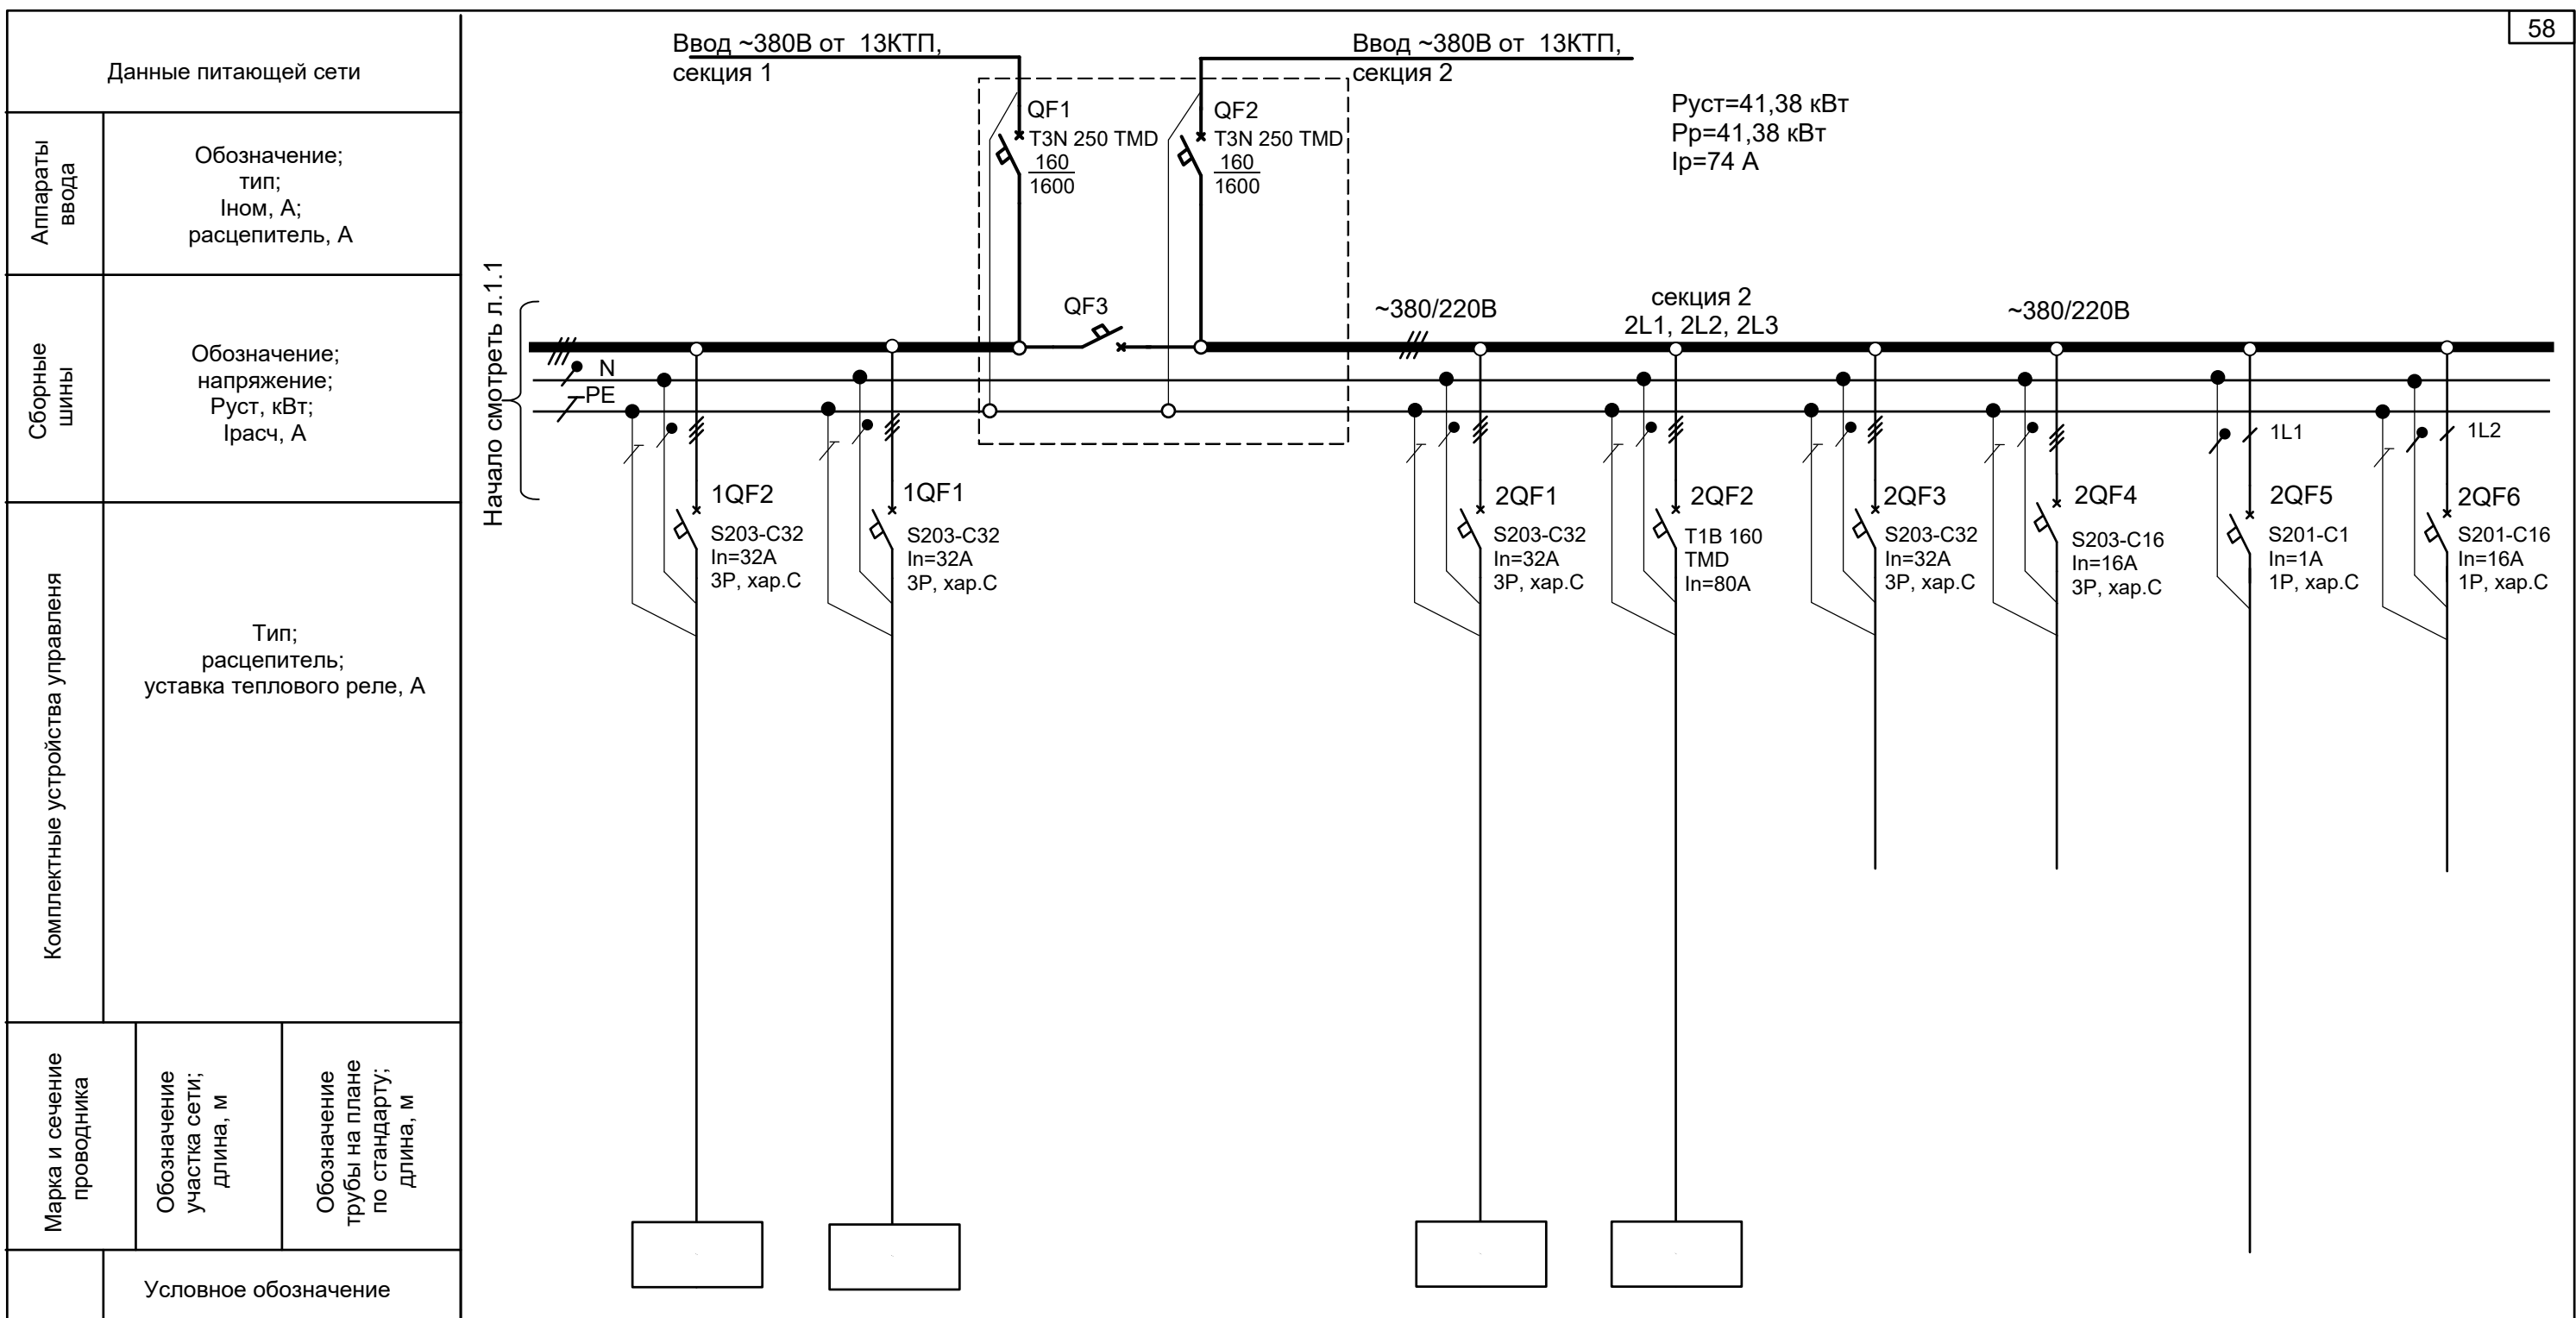 58
Данные питающей сети
Аппараты
ввода
Обозначение;
тип;
Iном, А;
расцепитель, А
Сборные
шины
Обозначение;
напряжение;
Руст, кВт;
Iрасч, А
Комплектные устройства управленя
Тип;
расцепитель;
уставка теплового реле, А
Марка и сечение
проводника
Обозначение
участка сети;
длина, м
Обозначение
трубы на плане
по стандарту;
длина, м
Условное обозначение
Начало смотреть л.1.1
Ввод ~380В от 13КТП,
секция 1
Ввод ~380В от 13КТП,
секция 2
Руст=41,38 кВт
Рр=41,38 кВт
Iр=74 А
QF1
T3N 250 TMD
160
1600
QF2
T3N 250 TMD
160
1600
QF3
~380/220В
секция 2
2L1, 2L2, 2L3
~380/220В
N
PE
1L1
1L2
1QF2
S203-C32
In=32A
3P, хар.С
1QF1
S203-C32
In=32A
3P, хар.С
2QF1
S203-C32
In=32A
3P, хар.С
2QF2
T1B 160
TMD
In=80A
2QF3
S203-C32
In=32A
3P, хар.С
2QF4
S203-C16
In=16A
3P, хар.С
2QF5
S201-C1
In=1A
1P, хар.С
2QF6
S201-C16
In=16A
1P, хар.С